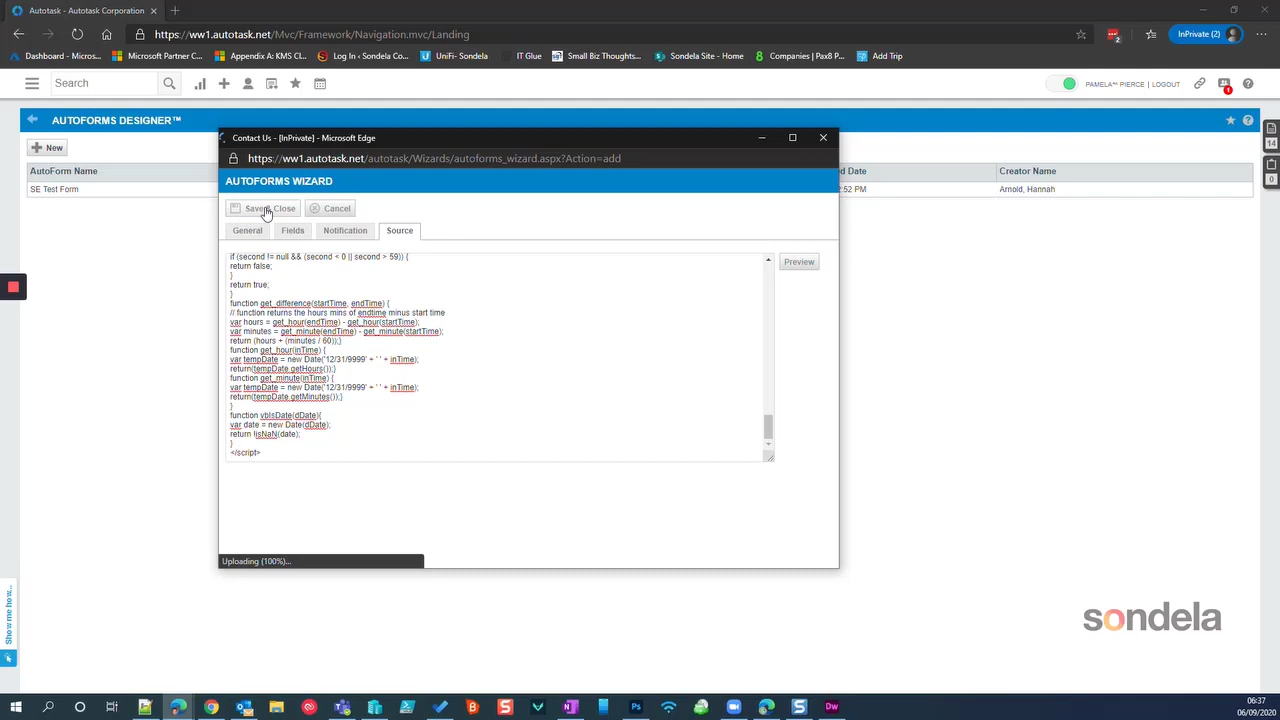 Autotask - Autotask Corporation
https://ww1.autotask.net/Mvc/Framework/Navigation.mvc/Landing
2
InPrivate (2)
Dashboard - Micros...
Microsoft Partner C...
Appendix A KMS Cl...
Log In ‹ Sondela Co...
UniFi- Sondela
IT Glue
Small Biz Thoughts...
Sondela Site - Home
Companies | Pax8 P...
Add Trip
Search
PAMELA** PIERCE | LOGOUT
1
AUTOFORMS DESIGNER™
14
0
New
AutoForm Name
d Date
Creator Name
SE Test Form
:52 PM
Arnold, Hannah
Contact Us - [InPrivate] - Microsoft Edge
https://ww1.autotask.net/autotask/Wizards/autoforms_wizard.aspx?Action=add
AUTOFORMS WIZARD
Save & Close
Cancel
General
Fields
Notification
Source
Preview
if (second != null && (second < 0 || second > 59)) {
return false;
}
return true;
}
function get_difference(startTime, endTime) {
// function returns the hours mins of endtime minus start time
var hours = get_hour(endTime) - get_hour(startTime);
var minutes = get_minute(endTime) - get_minute(startTime);
return (hours + (minutes / 60));}
function get_hour(inTime) {
var tempDate = new Date('12/31/9999' + ' ' + inTime);
return(tempDate.getHours());}
function get_minute(inTime) {
var tempDate = new Date('12/31/9999' + ' ' + inTime);
return(tempDate.getMinutes());}
}
function vbIsDate(dDate){
var date = new Date(dDate);
return !isNaN(date);
}
</script>
Uploading (100%)...
Show me how...
sondela
06:37
06/09/2020